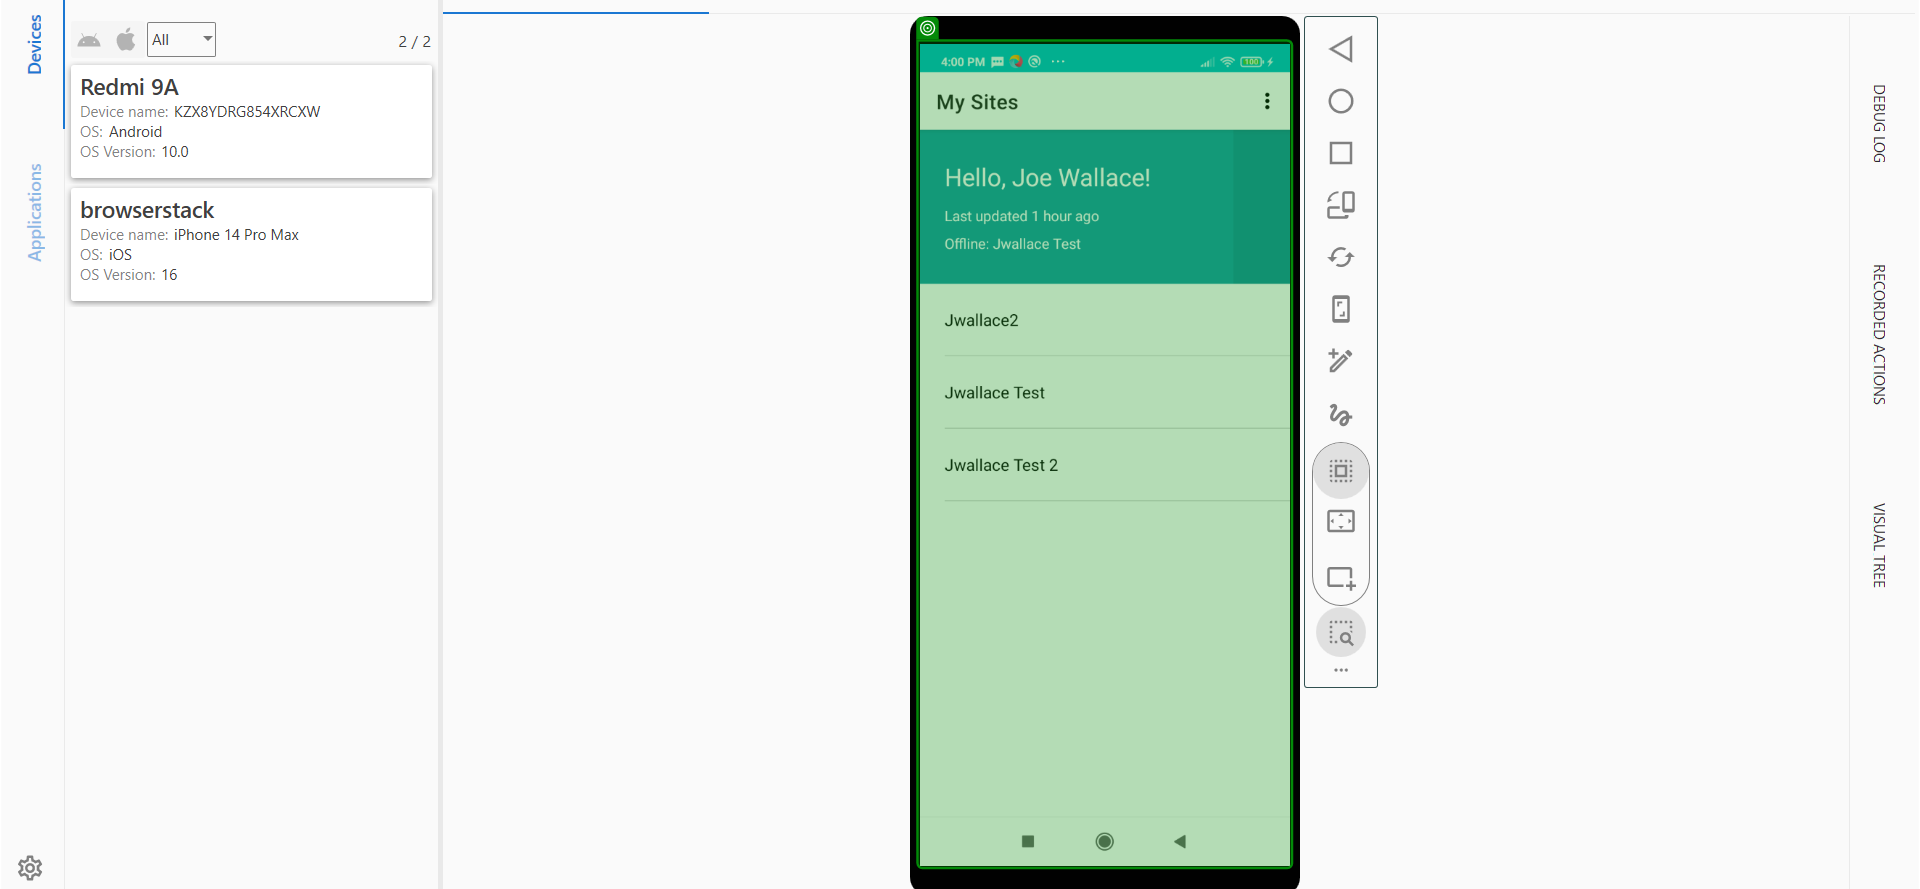 Devices
Applications
All
2 / 2
Redmi 9A
Device name: KZX8YDRG854XRCXW
OS: Android
OS Version: 10.0
browserstack
Device name: iPhone 14 Pro Max
OS: iOS
OS Version: 16
4:00 PM
100
My Sites
Hello, Joe Wallace!
Last updated 1 hour ago
Offline: Jwallace Test
Jwallace2
Jwallace Test
Jwallace Test 2
DEBUG LOG
RECORDED ACTIONS
VISUAL TREE